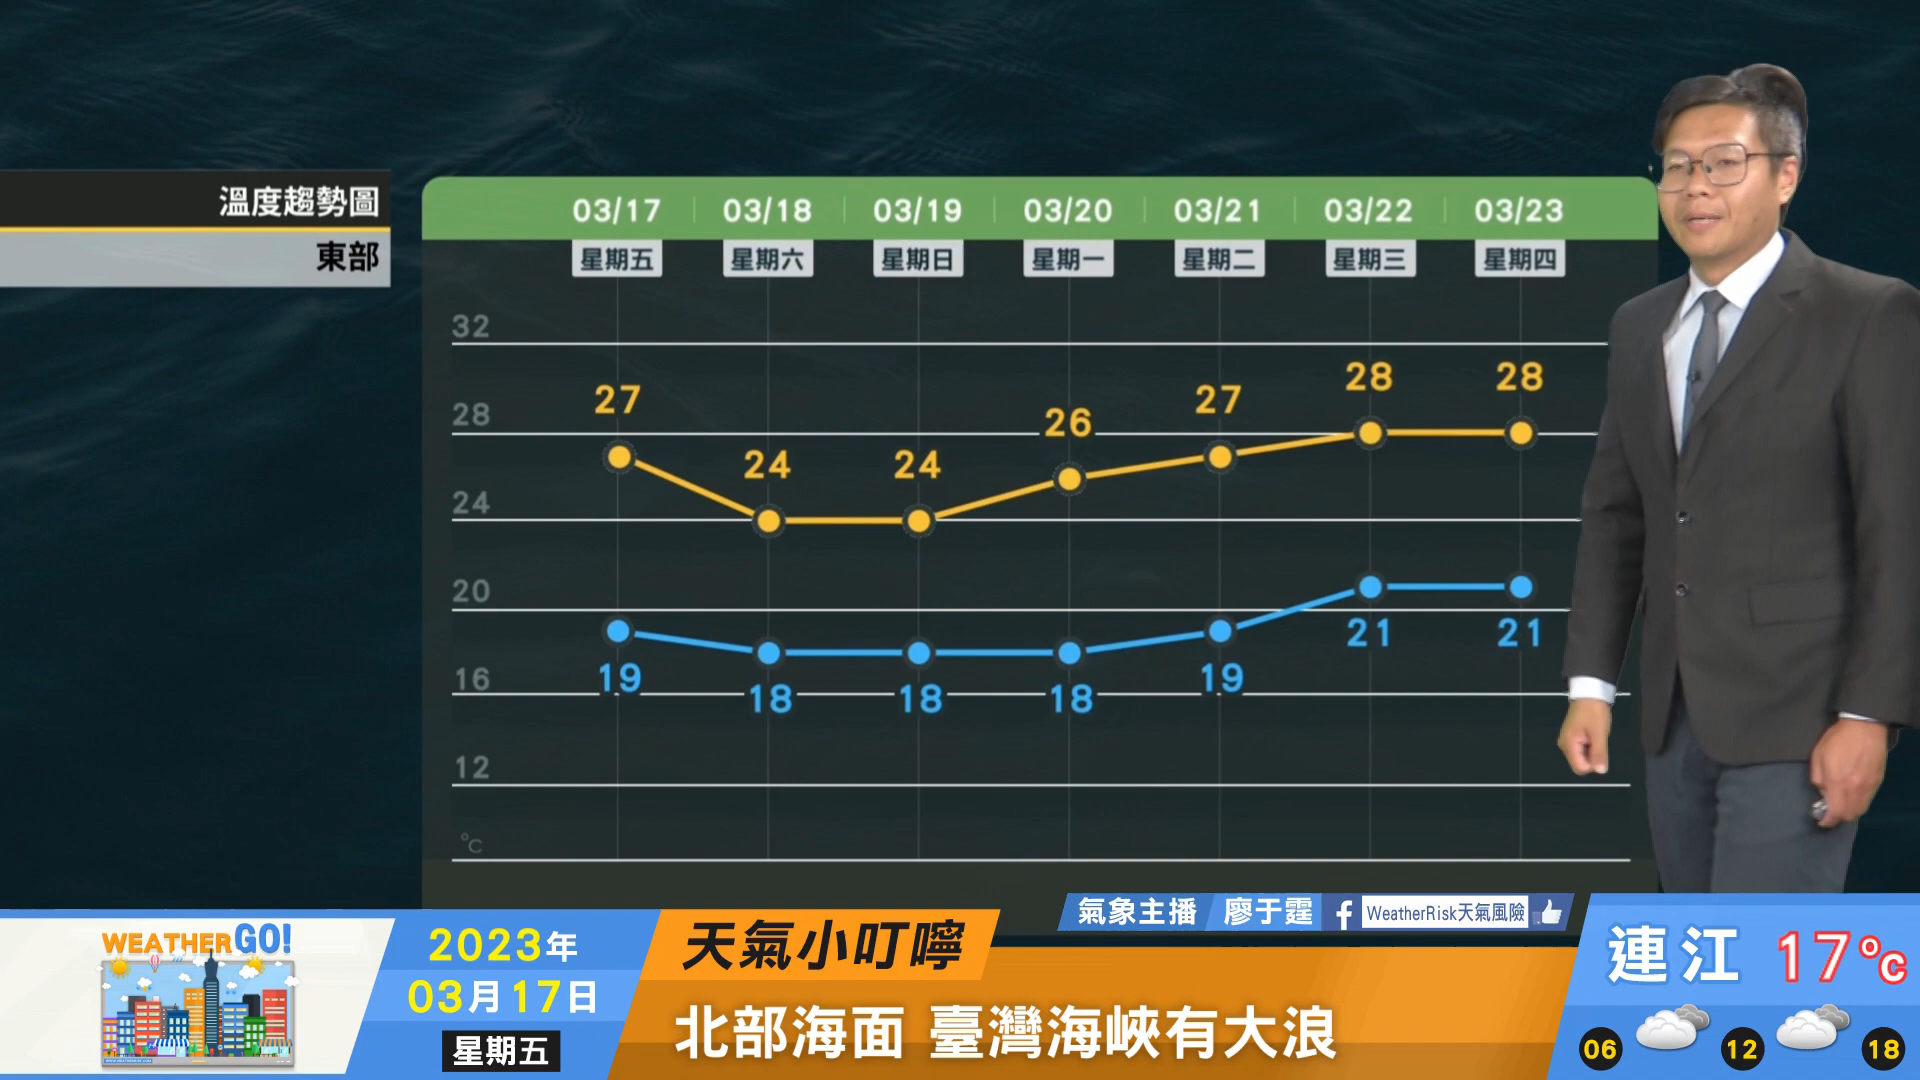 溫度趨勢圖
東部
03/17 03/18 03/19 03/20 03/21 03/22 03/23
星期五 星期六 星期日 星期一 星期二 星期三 星期四
32
28
24
20
16
12
°C
27 24 24 26 27 28 28
19 18 18 18 19 21 21
氣象主播 廖于霆 f WeatherRisk天氣風險
WEATHER GO!
2023年
03月17日
星期五
天氣小叮嚀
北部海面 臺灣海峽有大浪
連江 17°C
06 12 18